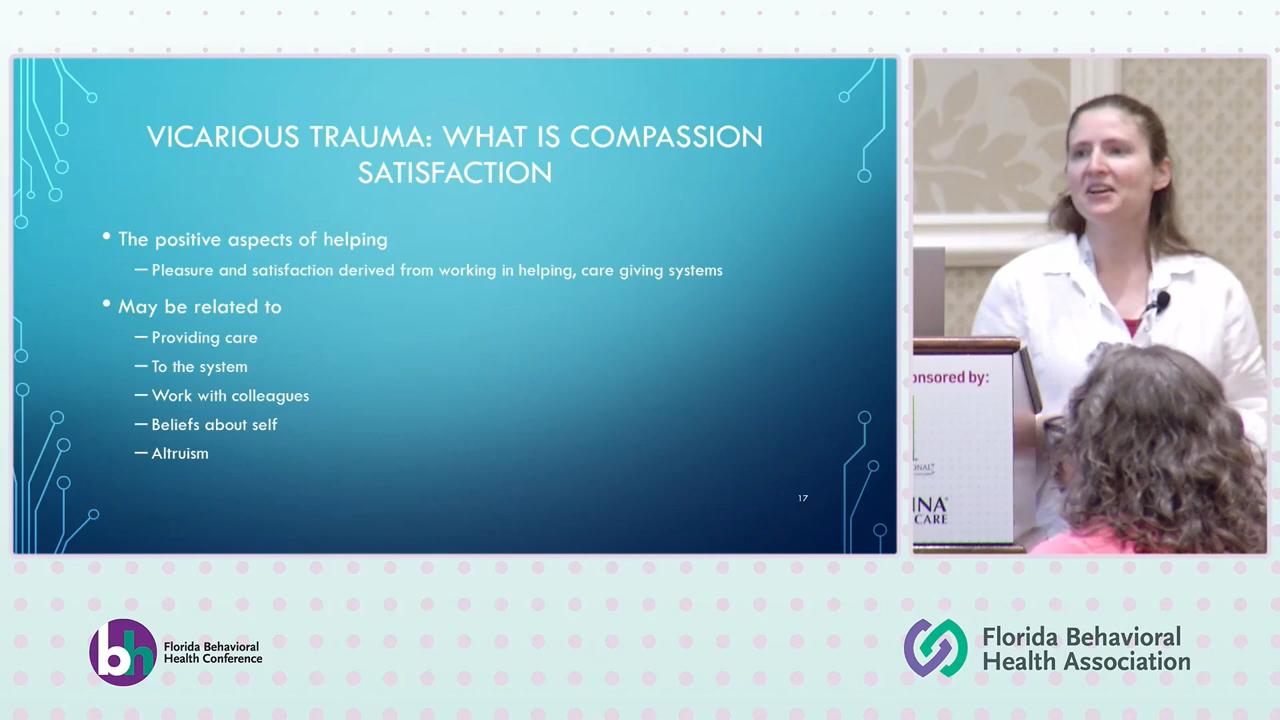 VICARIOUS TRAUMA: WHAT IS COMPASSION
SATISFACTION
• The positive aspects of helping
– Pleasure and satisfaction derived from working in helping, care giving systems
• May be related to
– Providing care
– To the system
– Work with colleagues
– Beliefs about self
– Altruism
17
onsored by:
ONAL
INA
CARE
bh
Florida Behavioral
Health Conference
Florida Behavioral
Health Association